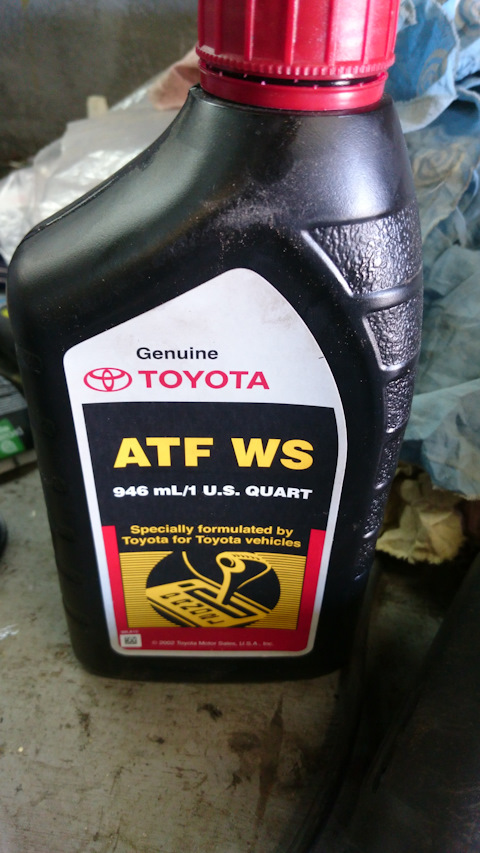 Genuine
TOYOTA
ATF WS
946 mL/1 U.S. QUART
Specially formulated by
Toyota for Toyota vehicles
© 2002 Toyota Motor Sales, U.S.A., Inc.